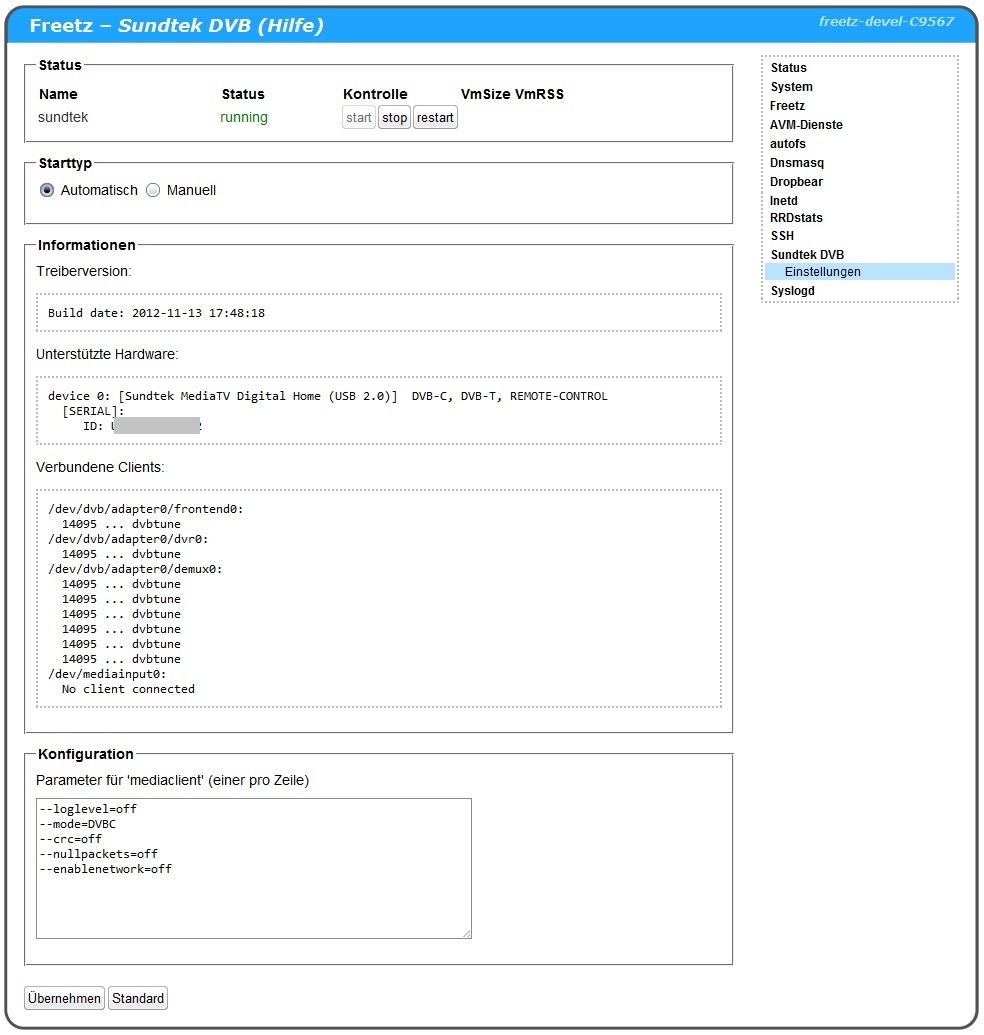 Freetz – Sundtek DVB (Hilfe)
freetz-devel-C9567
Status
Name Status Kontrolle VmSize VmRSS
sundtek running start stop restart
Starttyp
Automatisch Manuell
Informationen
Treiberversion:
Build date: 2012-11-13 17:48:18
Unterstützte Hardware:
device 0: [Sundtek MediaTV Digital Home (USB 2.0)]  DVB-C, DVB-T, REMOTE-CONTROL
[SERIAL]:
ID:
Verbundene Clients:
/dev/dvb/adapter0/frontend0:
14095 ... dvbtune
/dev/dvb/adapter0/dvr0:
14095 ... dvbtune
/dev/dvb/adapter0/demux0:
14095 ... dvbtune
14095 ... dvbtune
14095 ... dvbtune
14095 ... dvbtune
14095 ... dvbtune
14095 ... dvbtune
/dev/mediainput0:
No client connected
Konfiguration
Parameter für 'mediaclient' (einer pro Zeile)
--loglevel=off
--mode=DVBC
--crc=off
--nullpackets=off
--enablenetwork=off
Übernehmen Standard
Status
System
Freetz
AVM-Dienste
autofs
Dnsmasq
Dropbear
Inetd
RRDstats
SSH
Sundtek DVB
Einstellungen
Syslogd